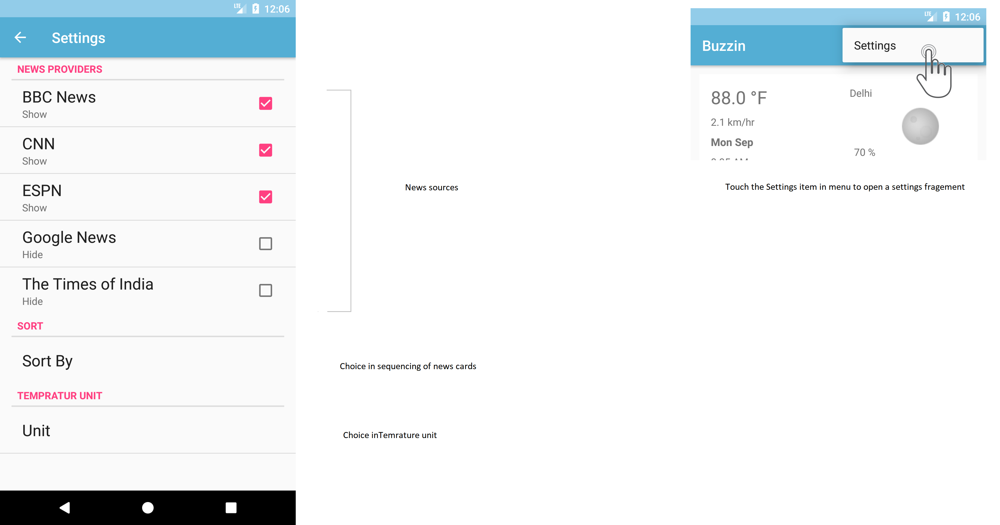 LTE 12:06
Settings
NEWS PROVIDERS
BBC News
Show
CNN
Show
ESPN
Show
Google News
Hide
The Times of India
Hide
SORT
Sort By
TEMPRATUR UNIT
Unit
News sources
Choice in sequencing of news cards
Choice inTemrature unit
LTE 12:06
Buzzin
Settings
88.0 °F
Delhi
2.1 km/hr
Mon Sep
70 %
Touch the Settings item in menu to open a settings fragement